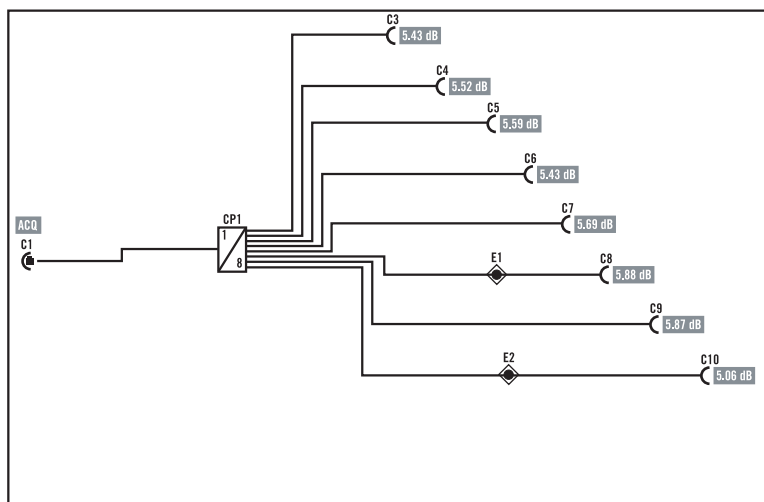 C3
5.43 dB
C4
5.52 dB
C5
5.59 dB
C6
5.43 dB
C7
5.69 dB
CP1
1
8
ACQ
C1
E1
C8
5.88 dB
C9
5.87 dB
E2
C10
5.06 dB